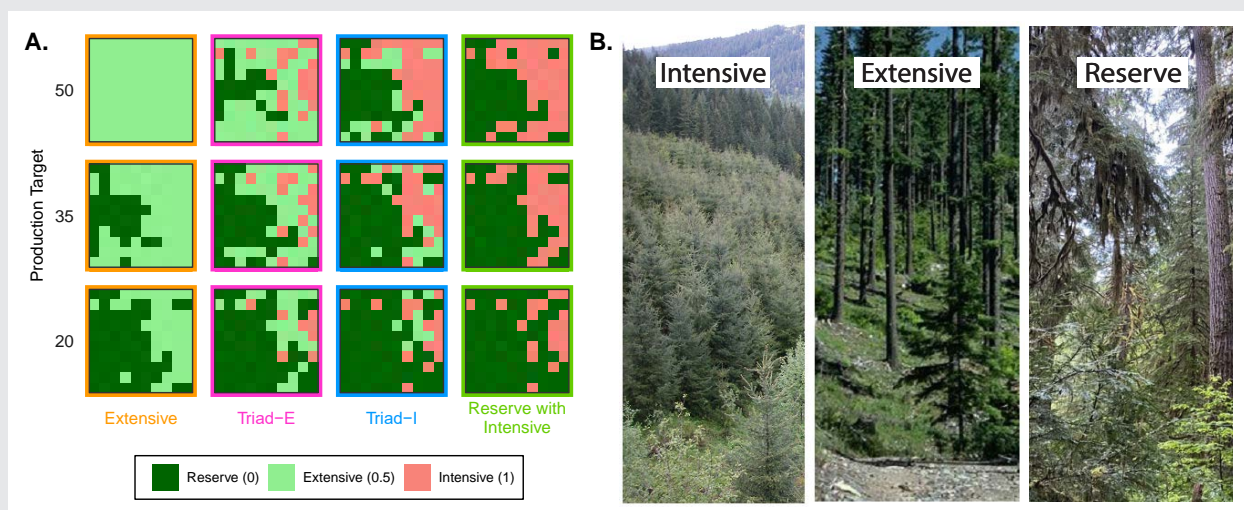 A.
50
35
20
Production Target
Extensive
Triad−E
Triad−I
Reserve with
Intensive
Reserve (0)
Extensive (0.5)
Intensive (1)
B.
Intensive
Extensive
Reserve